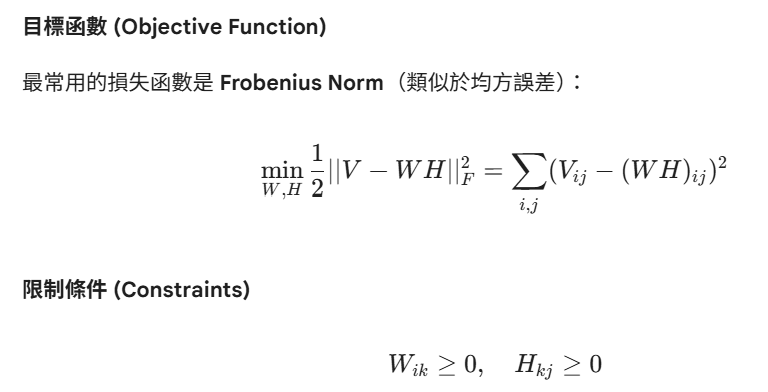 目標函數 (Objective Function)
最常用的損失函數是 Frobenius Norm（類似於均方誤差）：
\min_{W,H} \frac{1}{2} ||V - WH||_F^2 = \sum_{i,j} (V_{ij} - (WH)_{ij})^2
限制條件 (Constraints)
W_{ik} \geq 0, \quad H_{kj} \geq 0